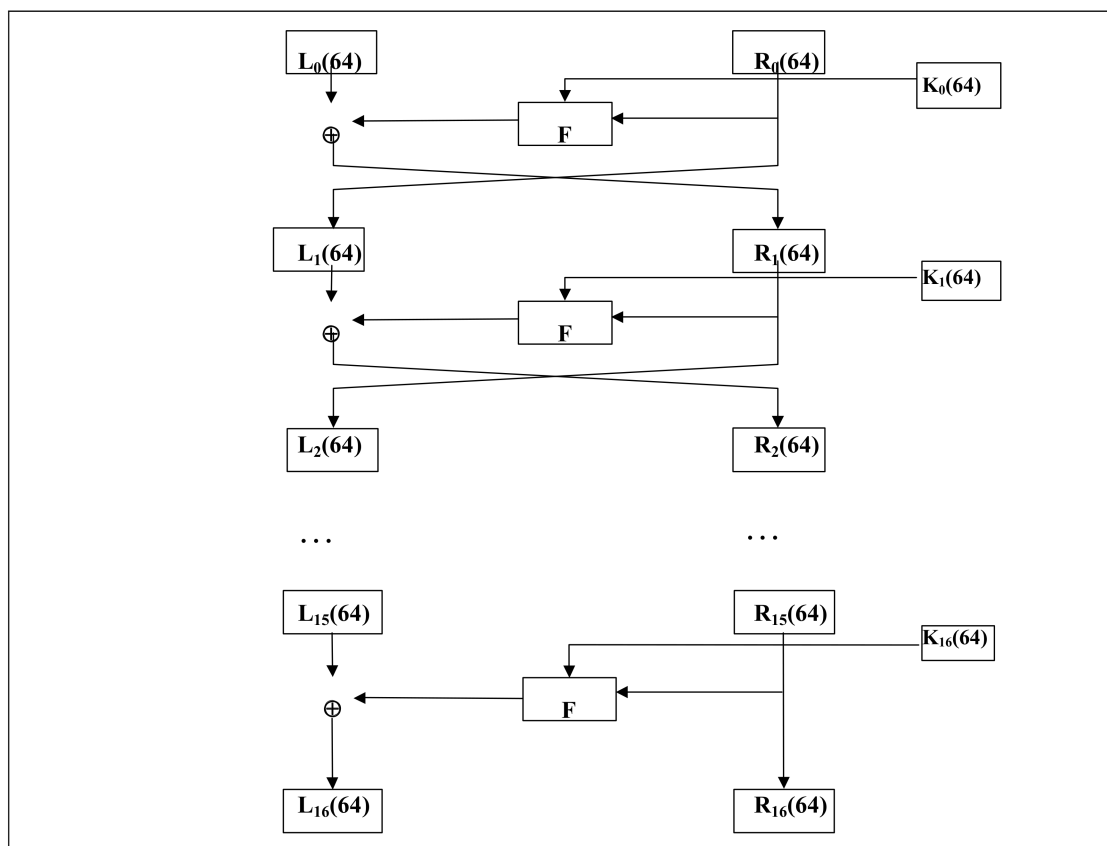 L₀(64) R₀(64)
K₀(64)
F
⊕
L₁(64) R₁(64)
K₁(64)
F
⊕
L₂(64) R₂(64)
... ...
L₁₅(64) R₁₅(64)
K₁₆(64)
F
⊕
L₁₆(64) R₁₆(64)